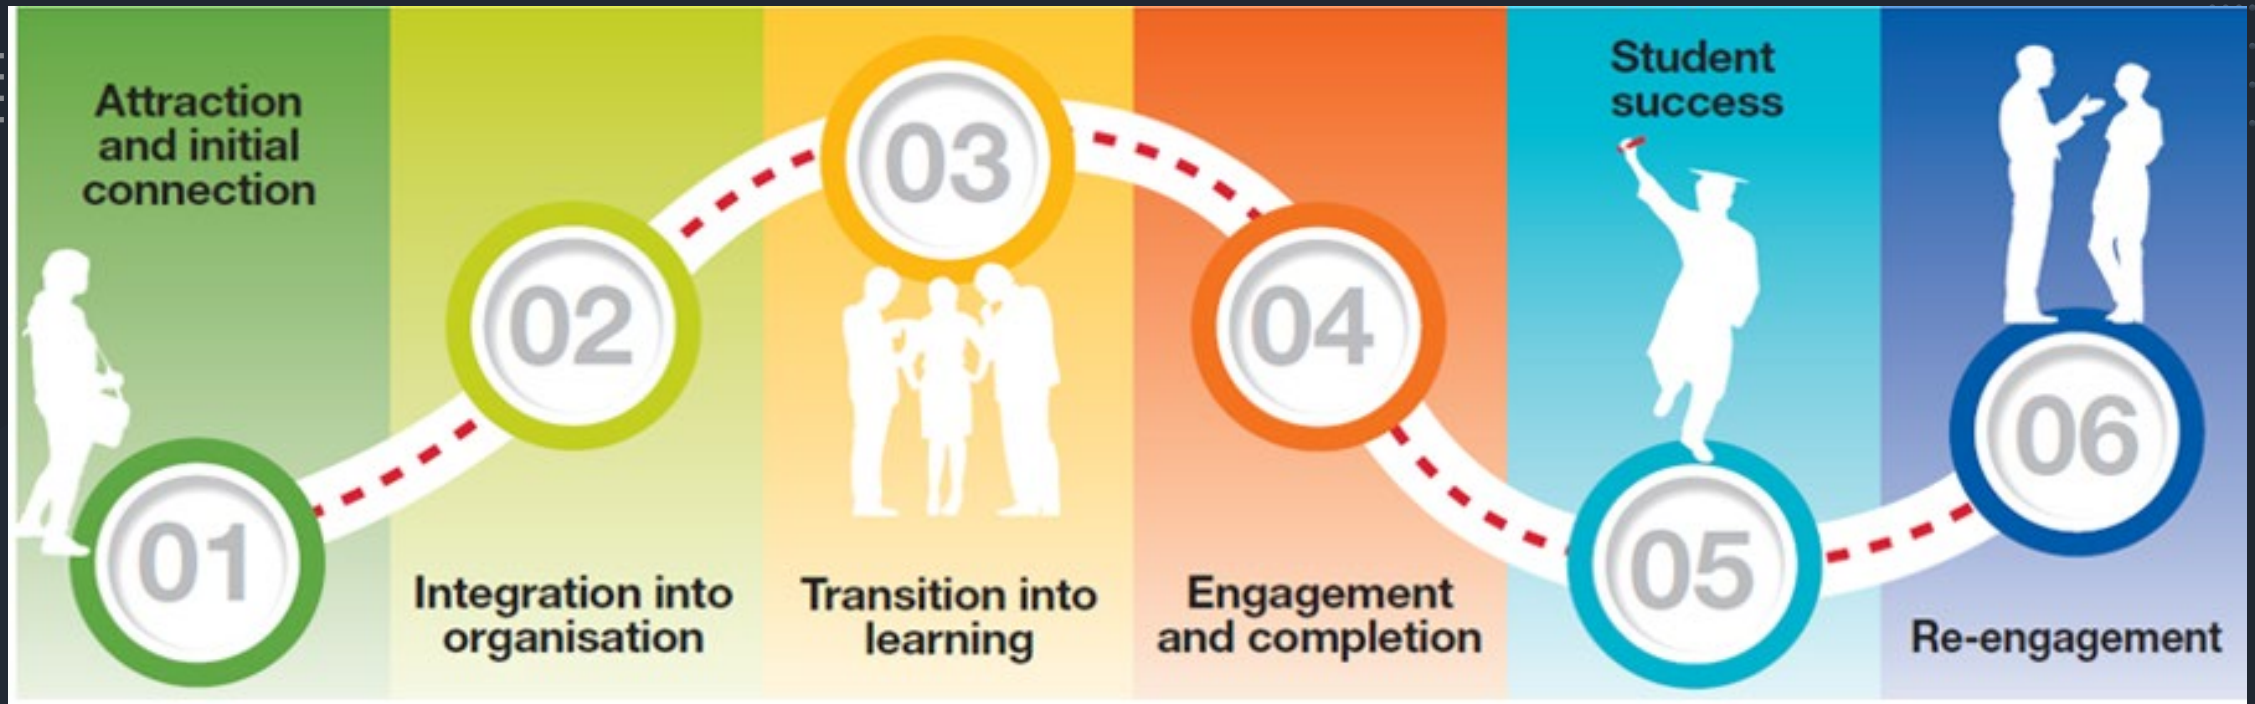 Attraction
and initial
connection
01
02
Integration into
organisation
03
Transition into
learning
04
Engagement
and completion
Student
success
05
06
Re-engagement